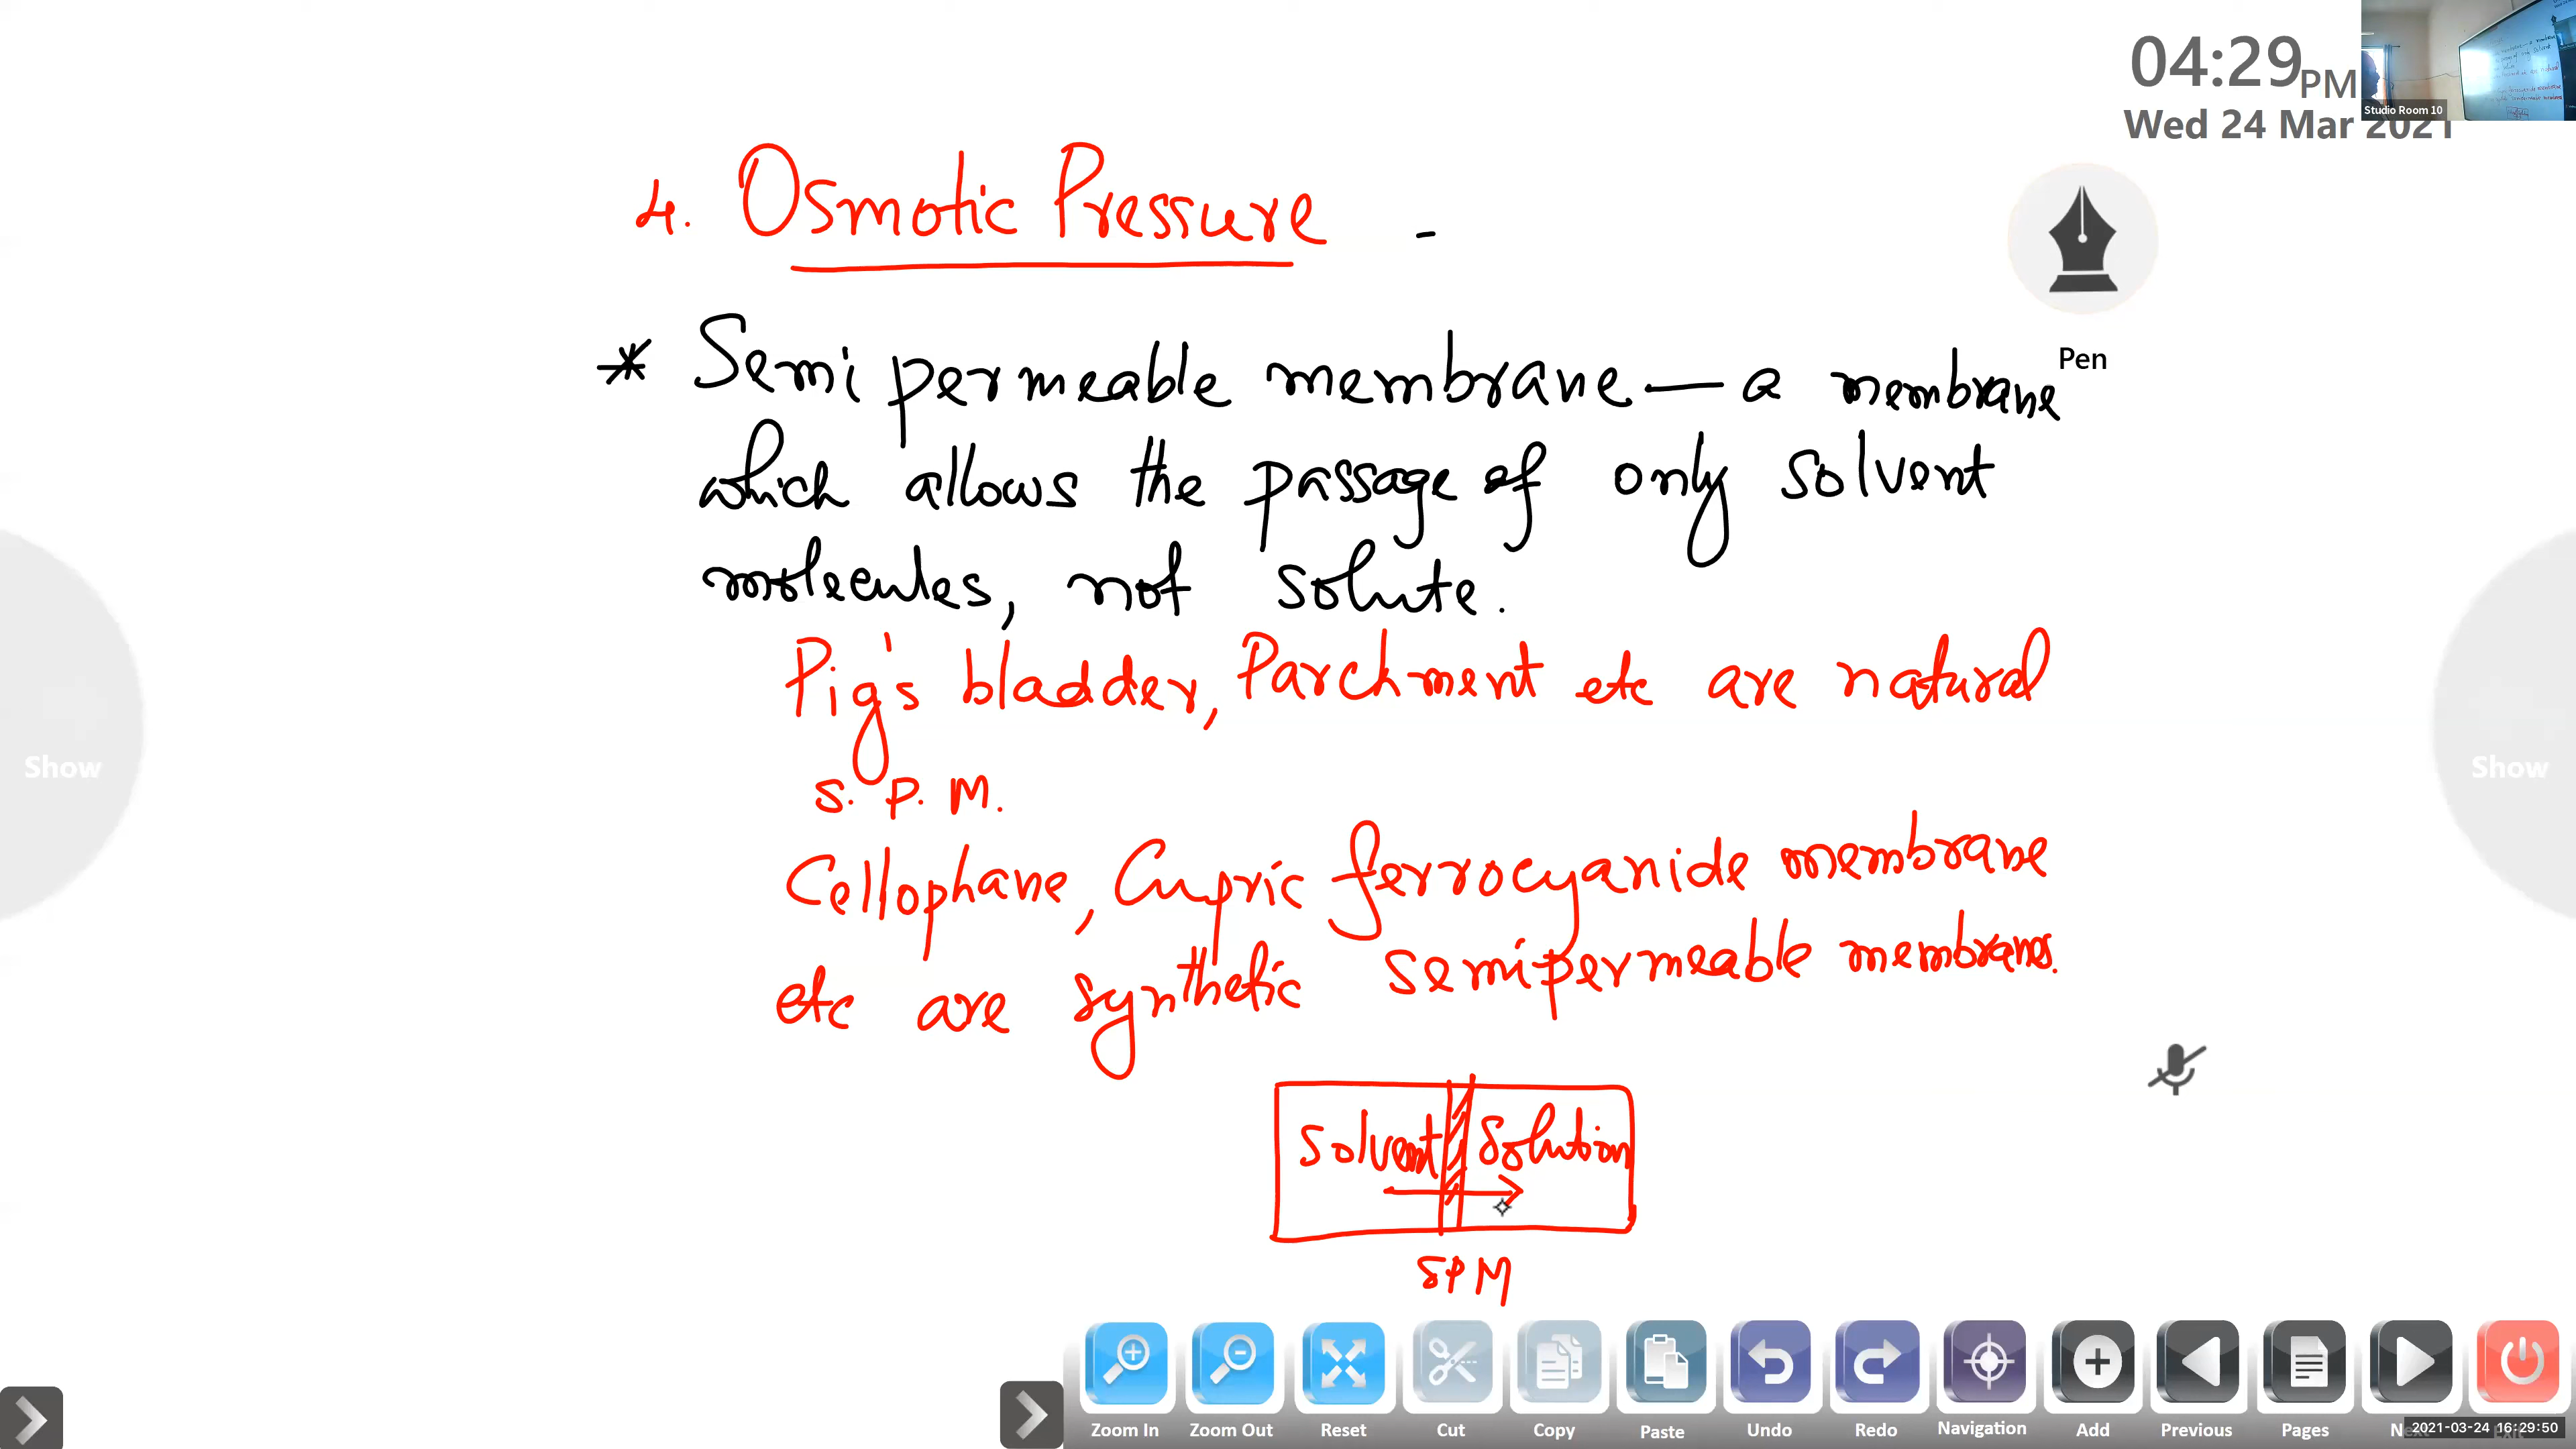 04:29 PM
Wed 24 Mar 2021
Studio Room 10
4. Osmotic Pressure -
Pen
* Semi permeable membrane — a membrane
which allows the passage of only solvent
molecules, not solute.
Pig's bladder, Parchment etc are natural
S. P. M.
Show
Show
Cellophane, Cupric ferrocyanide membrane
etc are synthetic semipermeable membranes.
Solvent Solution
SPM
Zoom In Zoom Out Reset Cut Copy Paste Undo Redo Navigation Add Previous Pages
2021-03-24 16:29:50